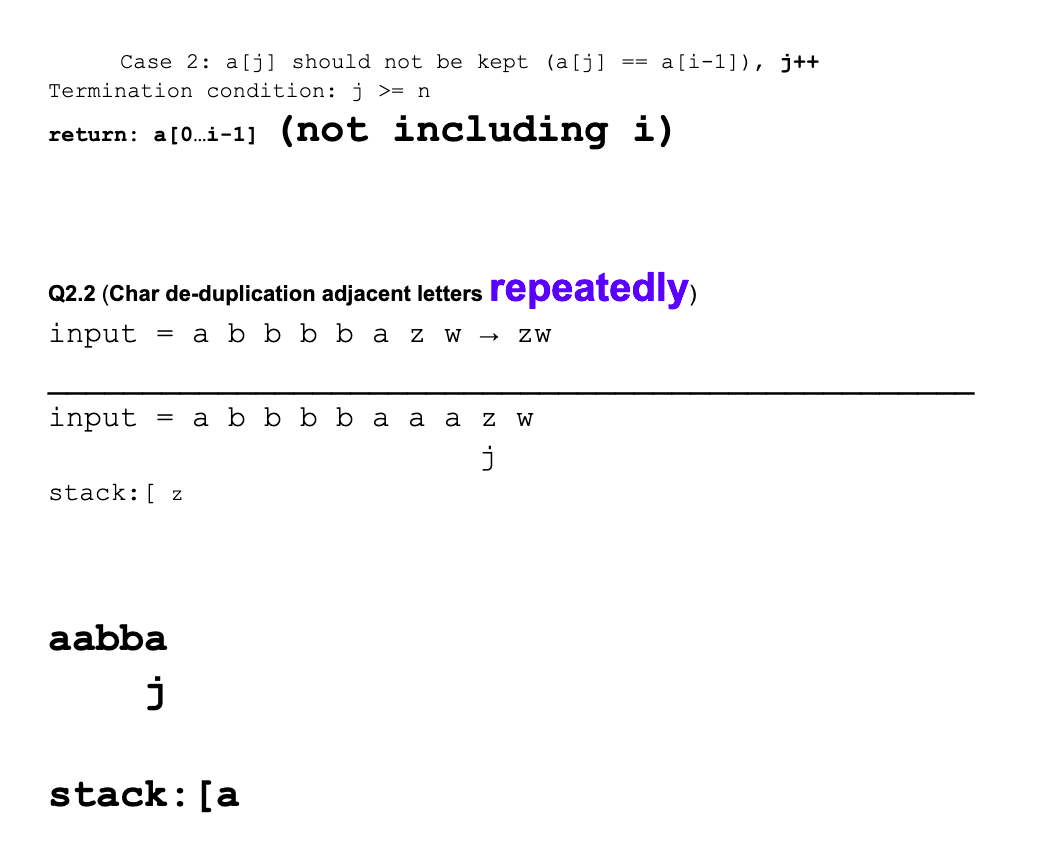 Case 2: a[j] should not be kept (a[j] == a[i-1]), j++
Termination condition: j >= n
return: a[0…i-1] (not including i)
Q2.2 (Char de-duplication adjacent letters repeatedly)
input = a b b b b a z w → zw
input = a b b b b a a a z w
j
stack:[ z
aabba
j
stack:[a